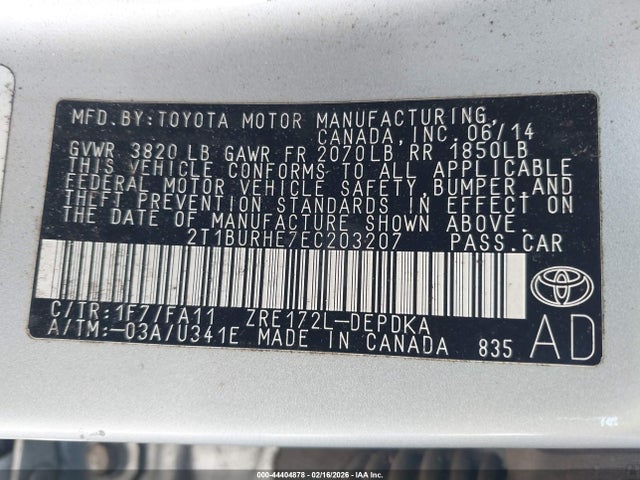 MFD. BY:TOYOTA MOTOR MANUFACTURING,
CANADA, INC. 06/14
GVWR 3820 LB GAWR FR 2070LB RR 1850LB
THIS VEHICLE CONFORMS TO ALL APPLICABLE
FEDERAL MOTOR VEHICLE SAFETY, BUMPER, AND
THEFT PREVENTION STANDARDS IN EFFECT ON
THE DATE OF MANUFACTURE SHOWN ABOVE.
2T1BURHE7EC203207 PASS.CAR
C/TR:1F7/FA11 ZRE172L-DEPDKA
A/TM:-03A/U341E MADE IN CANADA 835
AD
000 - 44404878 - 02/16/2026 - IAA Inc.